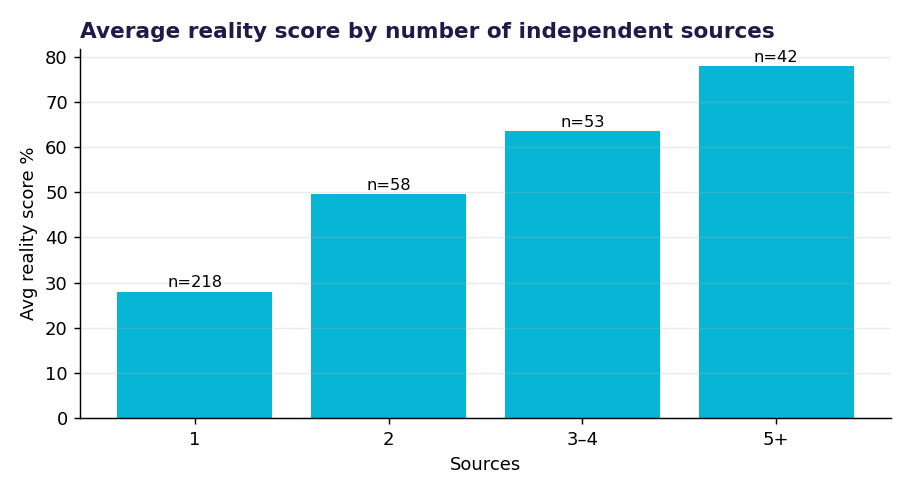 Average reality score by number of independent sources
Avg reality score %
80
70
60
50
40
30
20
10
0
n=218
n=58
n=53
n=42
1
2
3–4
5+
Sources